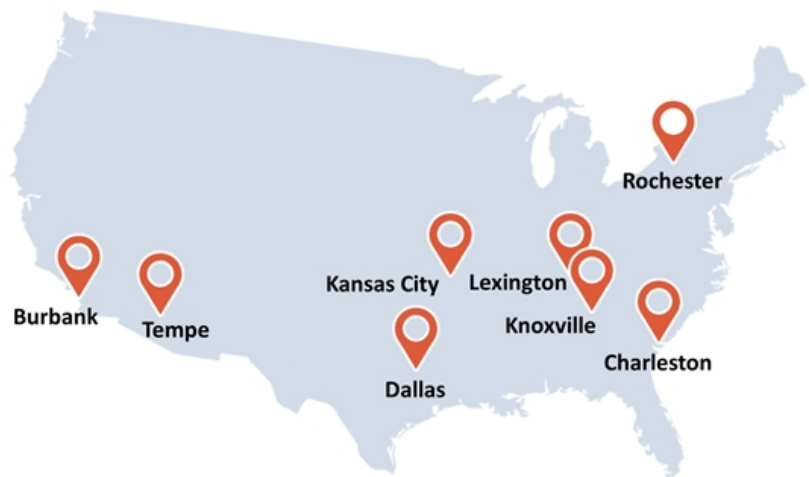 Rochester
Kansas City
Lexington
Burbank
Tempe
Knoxville
Charleston
Dallas